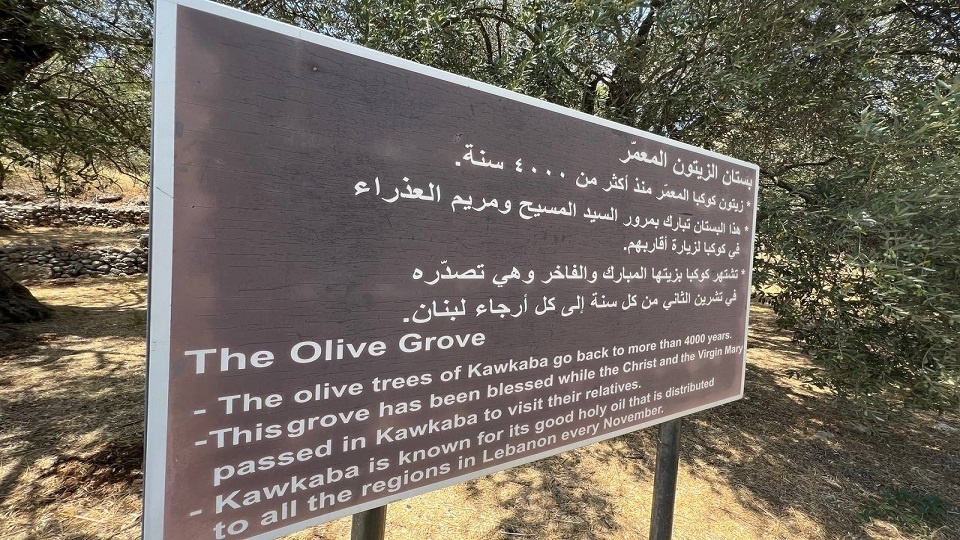 بستان الزيتون المعمّر
* زيتون كوكبا المعمّر منذ أكثر من ٤٠٠٠ سنة.
* هذا البستان تبارك بمرور السيد المسيح ومريم العذراء
في كوكبا لزيارة أقاربهم.
* تشتهر كوكبا بزيتها المبارك والفاخر وهي تصدّره
في تشرين الثاني من كل سنة إلى كل أرجاء لبنان.
The Olive Grove
- The olive trees of Kawkaba go back to more than 4000 years.
-This grove has been blessed while the Christ and the Virgin Mary
passed in Kawkaba to visit their relatives.
- Kawkaba is known for its good holy oil that is distributed
to all the regions in Lebanon every November.